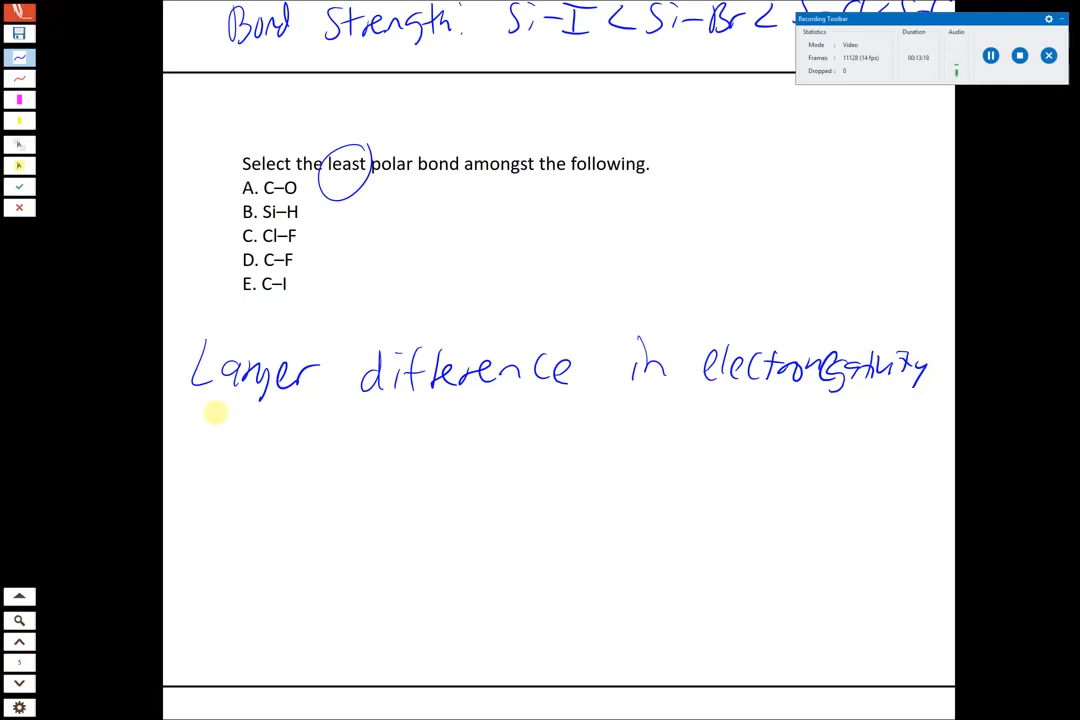 Bond Strength: Si-I < Si-Br <
Recording Toolbar
Statistics
Duration
Audio
Mode : Video
Frames : 11128 (14 fps)
00:13:19
Dropped : 0
Select the least polar bond amongst the following.
A. C–O
B. Si–H
C. Cl–F
D. C–F
E. C–I
Larger difference in electronegativity
5